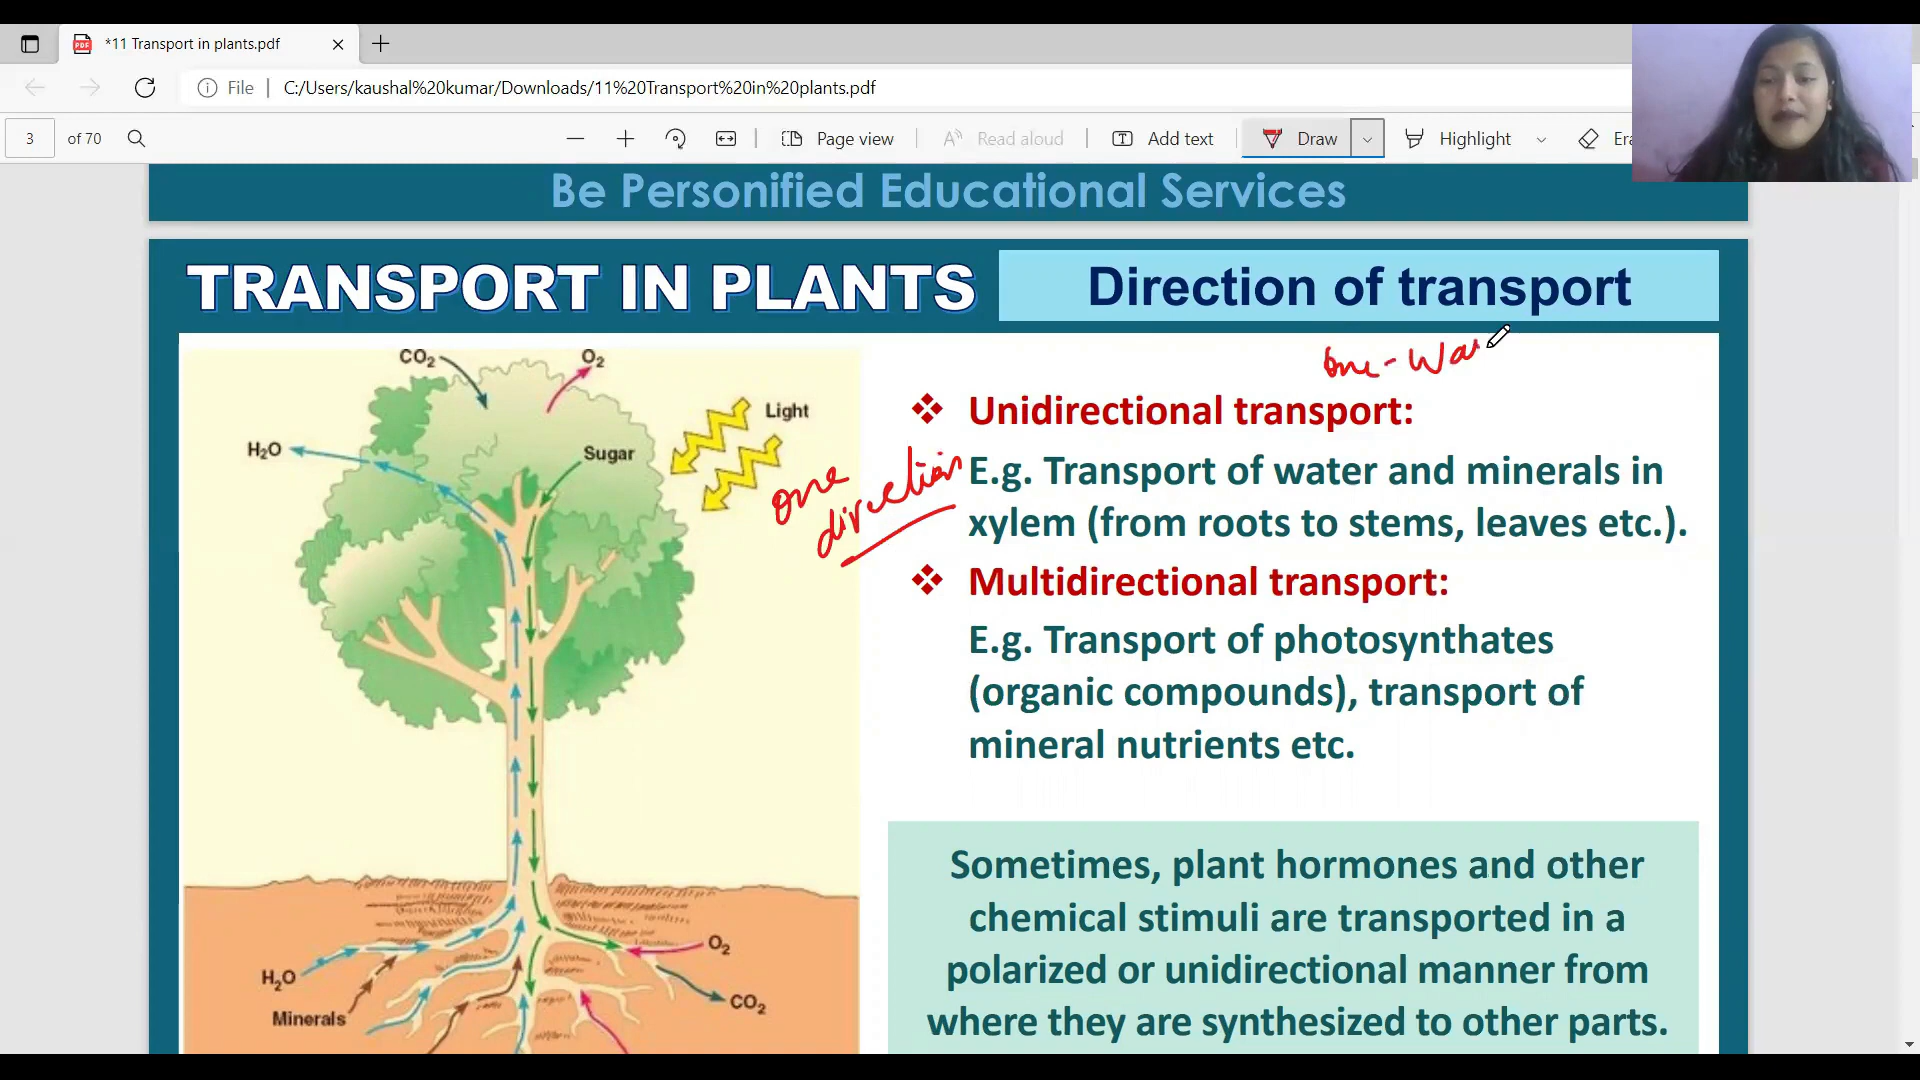 *11 Transport in plants.pdf
File
C:/Users/kaushal%20kumar/Downloads/11%20Transport%20in%20plants.pdf
3 of 70
Page view
Read aloud
Add text
Draw
Highlight
Era
Be Personified Educational Services
TRANSPORT IN PLANTS
Direction of transport
one-Wa
CO2
O2
Light
H2O
Sugar
one
direction
❖ Unidirectional transport:
E.g. Transport of water and minerals in
xylem (from roots to stems, leaves etc.).
❖ Multidirectional transport:
E.g. Transport of photosynthates
(organic compounds), transport of
mineral nutrients etc.
Sometimes, plant hormones and other
chemical stimuli are transported in a
polarized or unidirectional manner from
where they are synthesized to other parts.
O2
H2O
CO2
Minerals